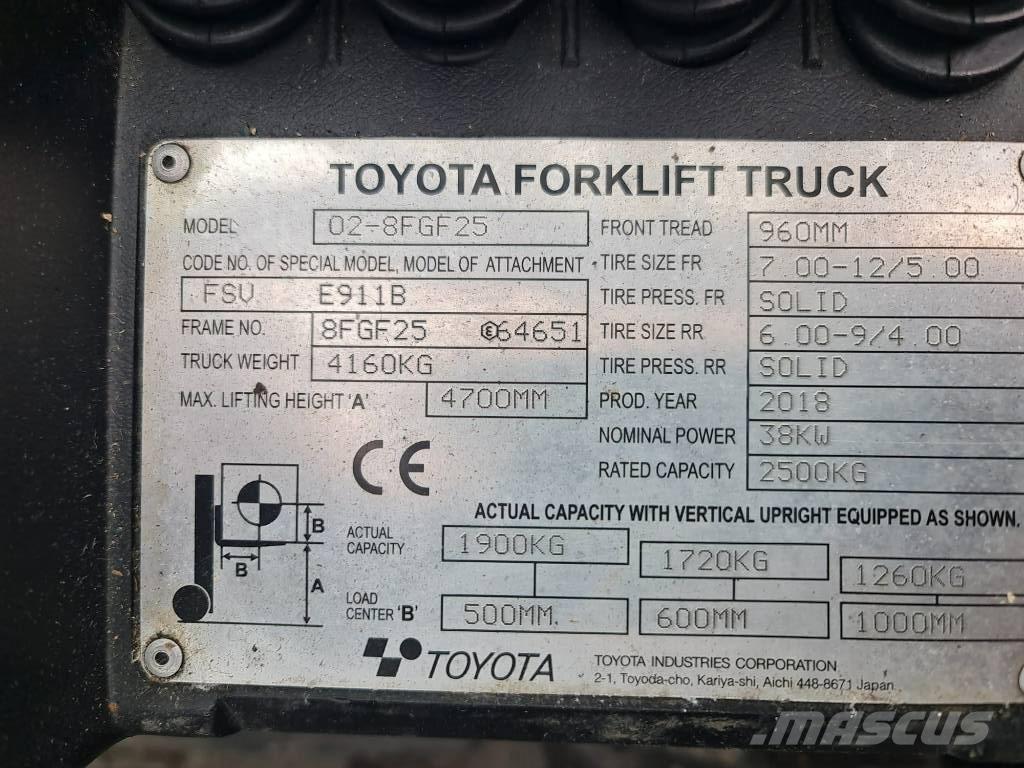 TOYOTA FORKLIFT TRUCK
MODEL 02-8FGF25
CODE NO. OF SPECIAL MODEL, MODEL OF ATTACHMENT
FSV E911B
FRAME NO. 8FGF25 E64651
TRUCK WEIGHT 4160KG
MAX. LIFTING HEIGHT 'A' 4700MM
FRONT TREAD 960MM
TIRE SIZE FR 7.00-12/5.00
TIRE PRESS. FR SOLID
TIRE SIZE RR 6.00-9/4.00
TIRE PRESS. RR SOLID
PROD. YEAR 2018
NOMINAL POWER 38KW
RATED CAPACITY 2500KG
CE
B
B
A
ACTUAL CAPACITY WITH VERTICAL UPRIGHT EQUIPPED AS SHOWN.
ACTUAL
CAPACITY 1900KG 1720KG 1260KG
LOAD
CENTER 'B' 500MM 600MM 1000MM
TOYOTA
TOYOTA INDUSTRIES CORPORATION
2-1, Toyoda-cho, Kariya-shi, Aichi 448-8671 Japan
MASCUS